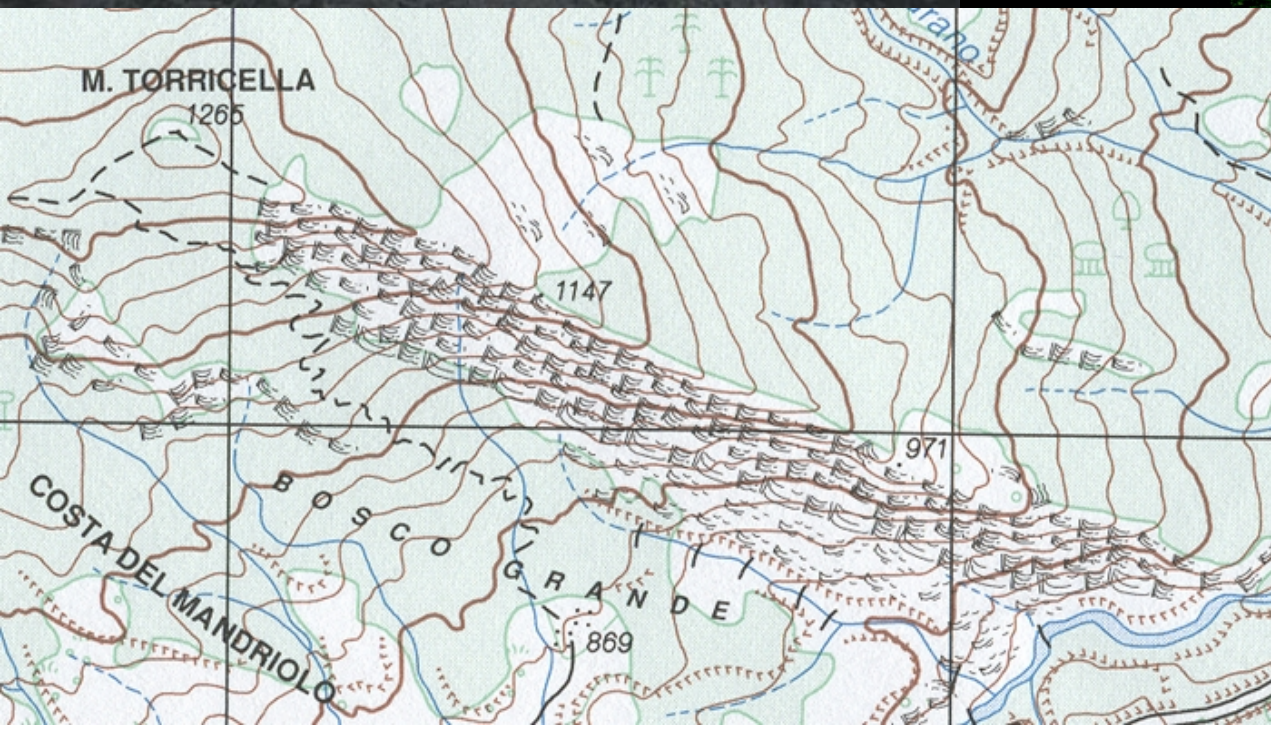 M. TORRICELLA
1265
1147
971
COSTA DEL MANDRIOLO
BOSCO
GRANDE
869